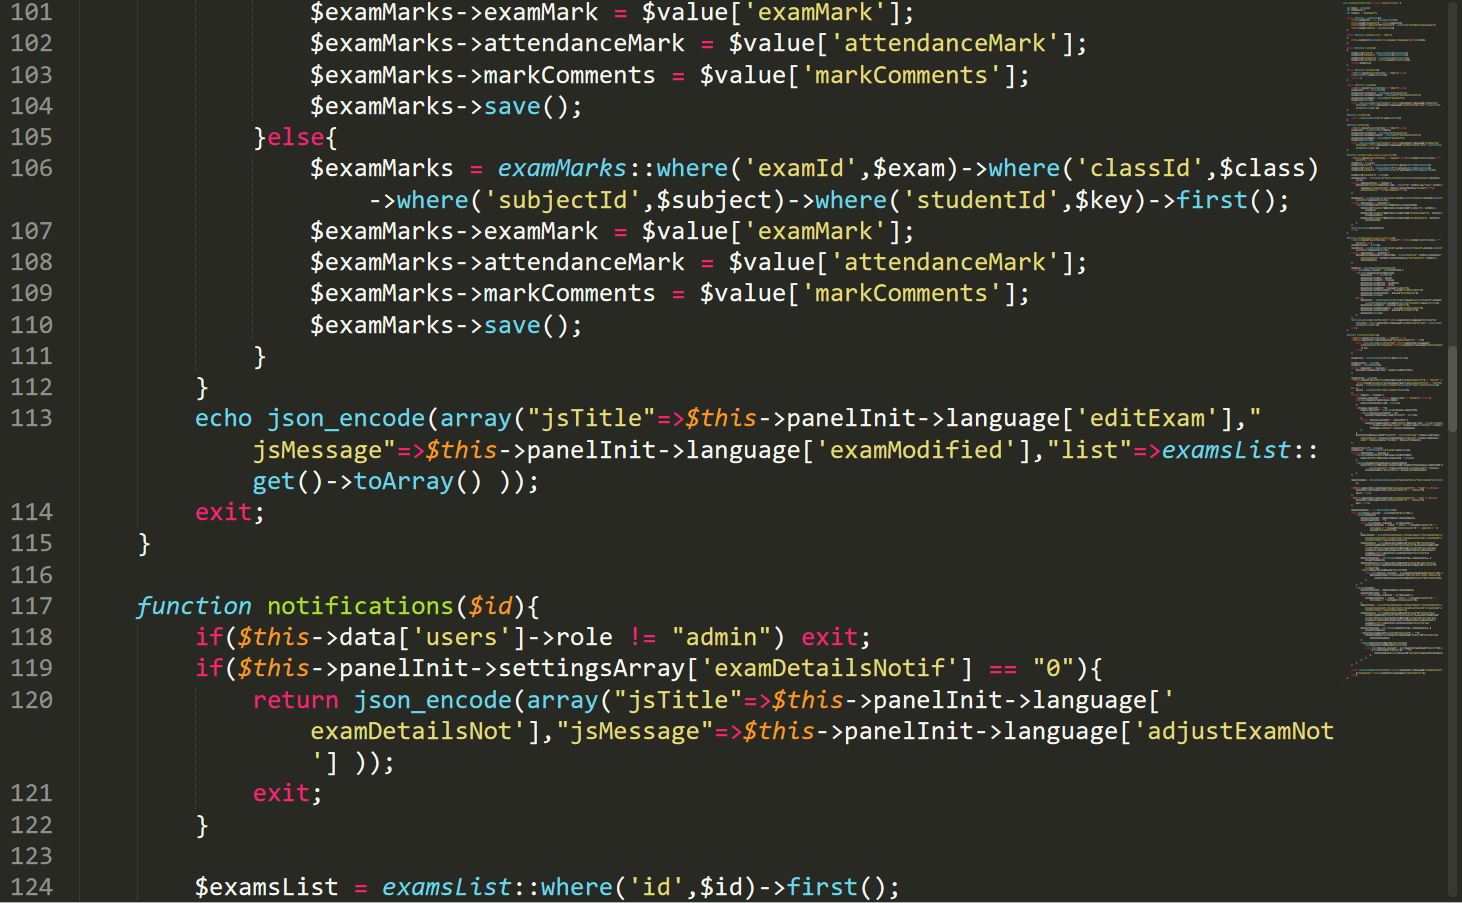 101 $examMarks->examMark = $value['examMark'];
102 $examMarks->attendanceMark = $value['attendanceMark'];
103 $examMarks->markComments = $value['markComments'];
104 $examMarks->save();
105 }else{
106 $examMarks = examMarks::where('examId',$exam)->where('classId',$class)
->where('subjectId',$subject)->where('studentId',$key)->first();
107 $examMarks->examMark = $value['examMark'];
108 $examMarks->attendanceMark = $value['attendanceMark'];
109 $examMarks->markComments = $value['markComments'];
110 $examMarks->save();
111 }
112 }
113 echo json_encode(array("jsTitle"=>$this->panelInit->language['editExam'],"
jsMessage"=>$this->panelInit->language['examModified'],"list"=>examsList::
get()->toArray() ));
114 exit;
115 }
116
117 function notifications($id){
118 if($this->data['users']->role != "admin") exit;
119 if($this->panelInit->settingsArray['examDetailsNotif'] == "0"){
120 return json_encode(array("jsTitle"=>$this->panelInit->language['
examDetailsNot'],"jsMessage"=>$this->panelInit->language['adjustExamNot
'] ));
121 exit;
122 }
123
124 $examsList = examsList::where('id',$id)->first();